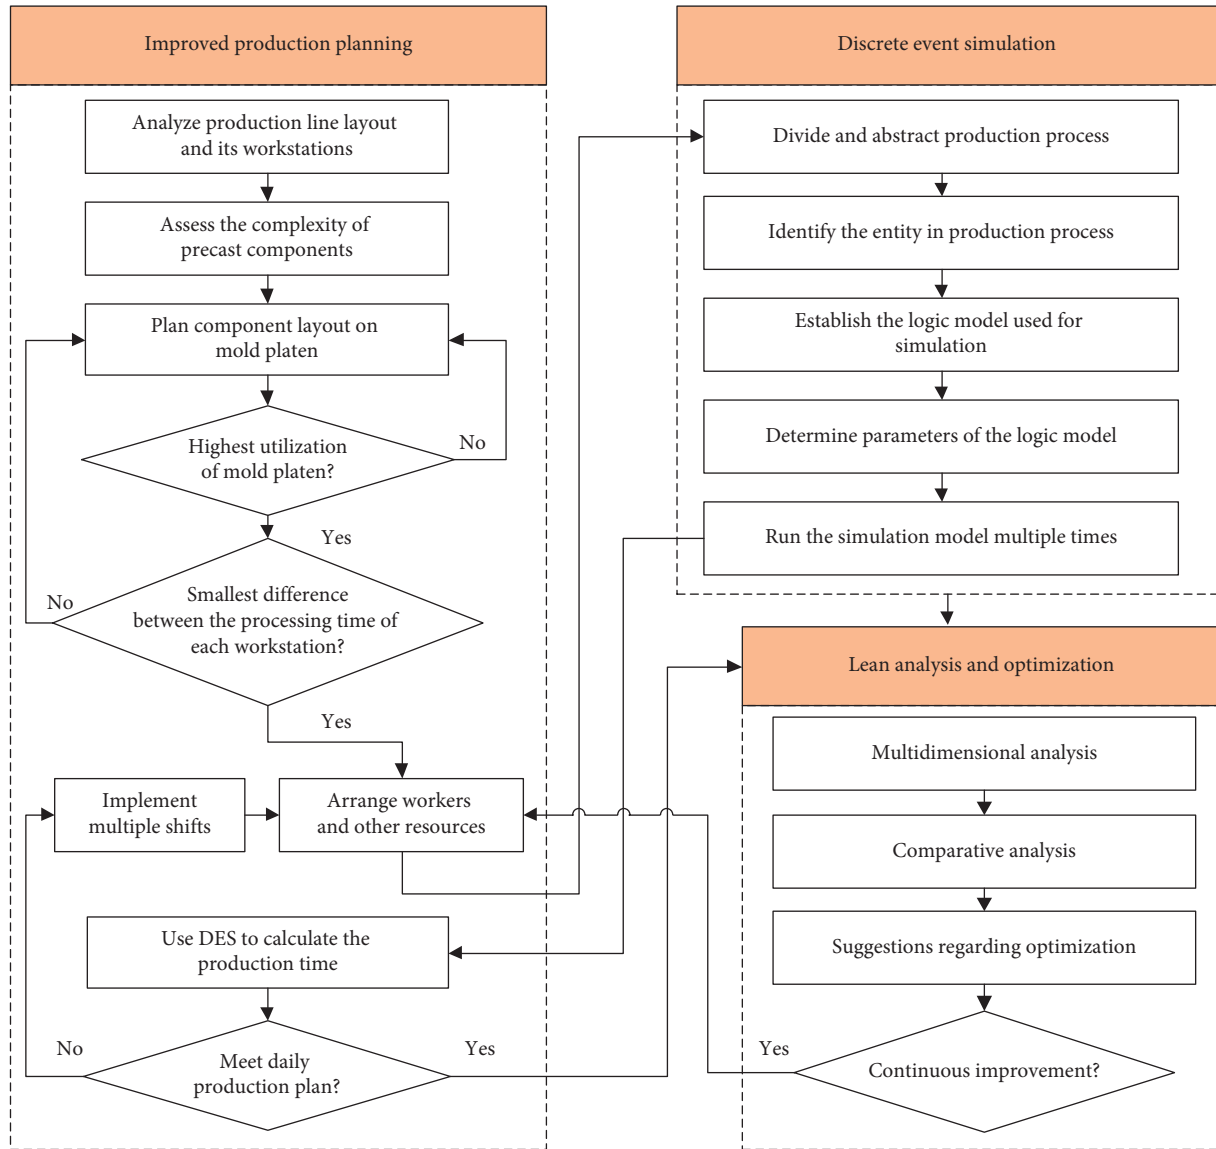 Improved production planning
Analyze production line layout
and its workstations
Assess the complexity of
precast components
Plan component layout on
mold platen
Highest utilization
of mold platen?
No
Yes
Smallest difference
between the processing time of
each workstation?
No
Yes
Implement
multiple shifts
Arrange workers
and other resources
Use DES to calculate the
production time
No
Meet daily
production plan?
Yes
Discrete event simulation
Divide and abstract production process
Identify the entity in production process
Establish the logic model used for
simulation
Determine parameters of the logic model
Run the simulation model multiple times
Lean analysis and optimization
Multidimensional analysis
Comparative analysis
Suggestions regarding optimization
Yes
Continuous improvement?